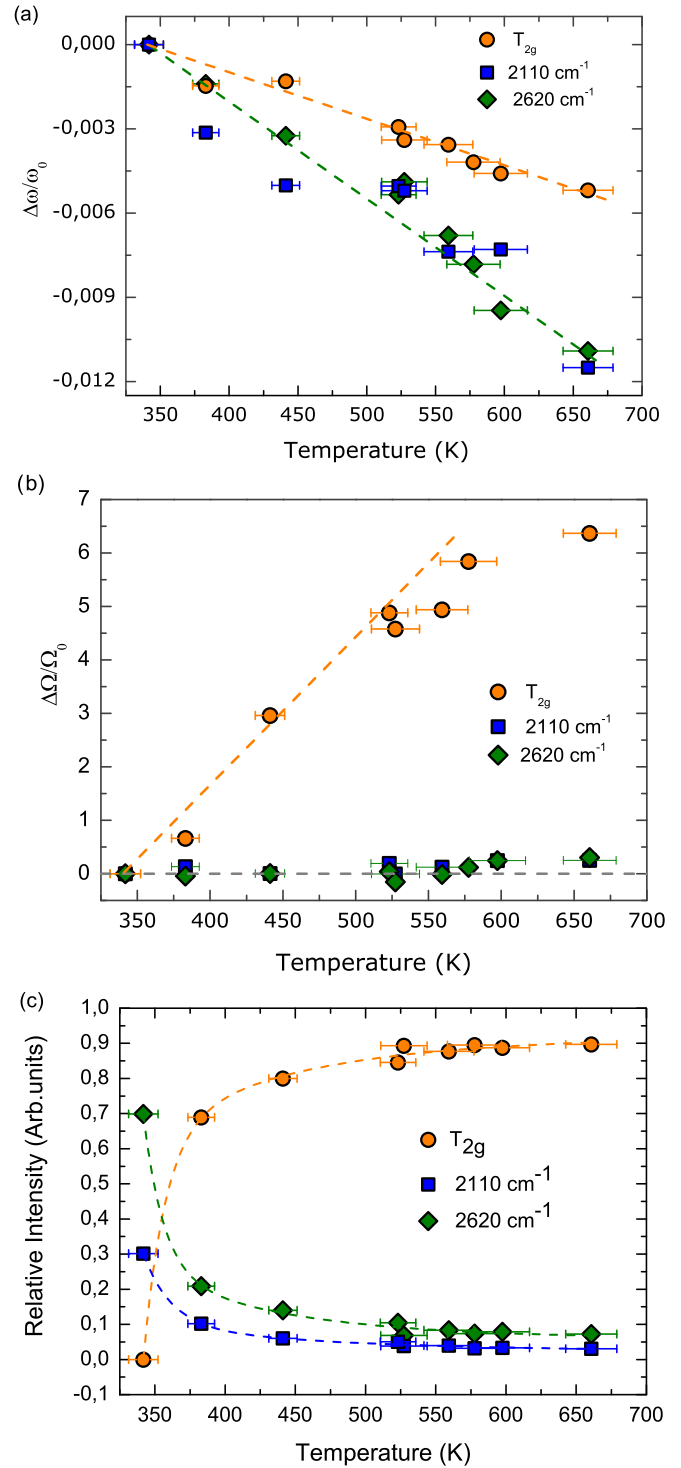 (a)
0,000
-0,003
-0,006
-0,009
-0,012
Δω/ω₀
T₂g
2110 cm⁻¹
2620 cm⁻¹
350 400 450 500 550 600 650 700
Temperature (K)
(b)
7
6
5
4
3
2
1
0
ΔΩ/Ω₀
T₂g
2110 cm⁻¹
2620 cm⁻¹
350 400 450 500 550 600 650 700
Temperature (K)
(c)
1,0
0,9
0,8
0,7
0,6
0,5
0,4
0,3
0,2
0,1
0,0
-0,1
Relative Intensity (Arb.units)
T₂g
2110 cm⁻¹
2620 cm⁻¹
350 400 450 500 550 600 650 700
Temperature (K)